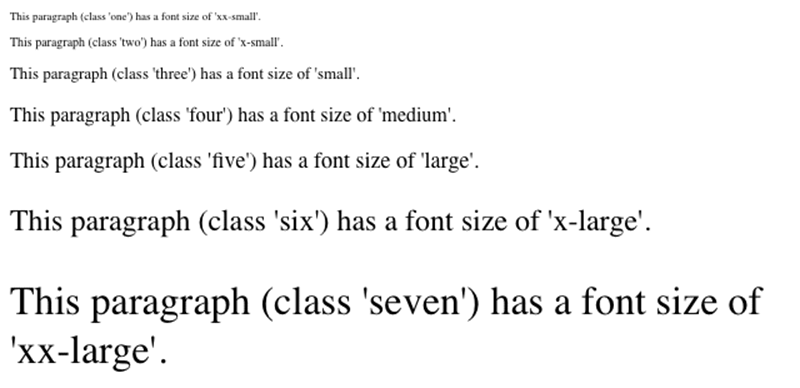 This paragraph (class 'one') has a font size of 'xx-small'.
This paragraph (class 'two') has a font size of 'x-small'.
This paragraph (class 'three') has a font size of 'small'.
This paragraph (class 'four') has a font size of 'medium'.
This paragraph (class 'five') has a font size of 'large'.
This paragraph (class 'six') has a font size of 'x-large'.
This paragraph (class 'seven') has a font size of
'xx-large'.